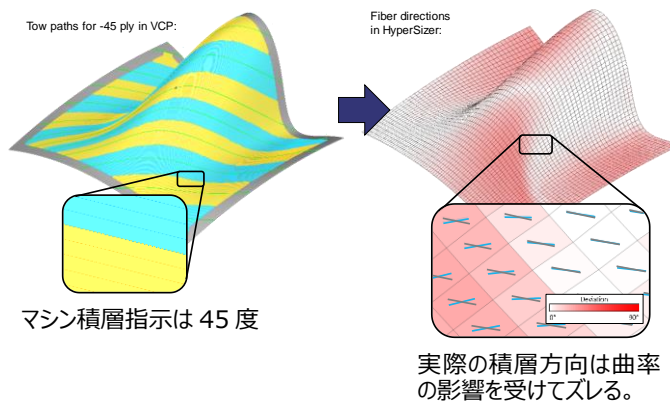 Tow paths for -45 ply in VCP:
Fiber directions
in HyperSizer:
Deviation
0°
90°
マシン積層指示は 45 度
実際の積層方向は曲率
の影響を受けてズレる。